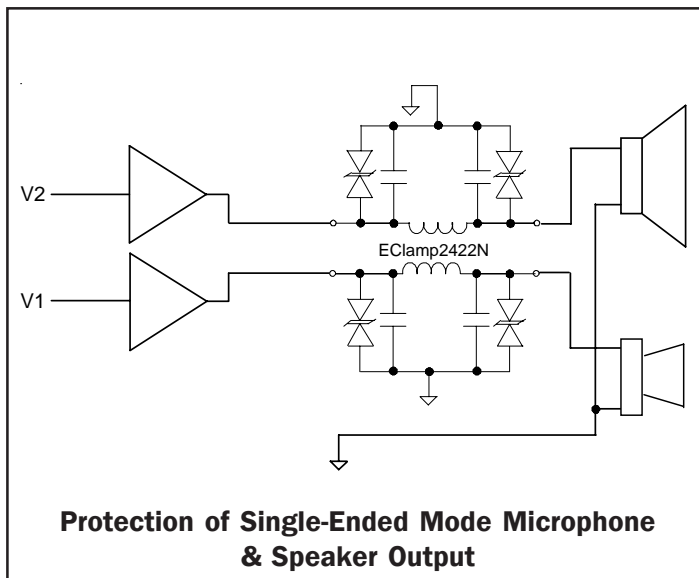 V2
EClamp2422N
V1
Protection of Single-Ended Mode Microphone
& Speaker Output